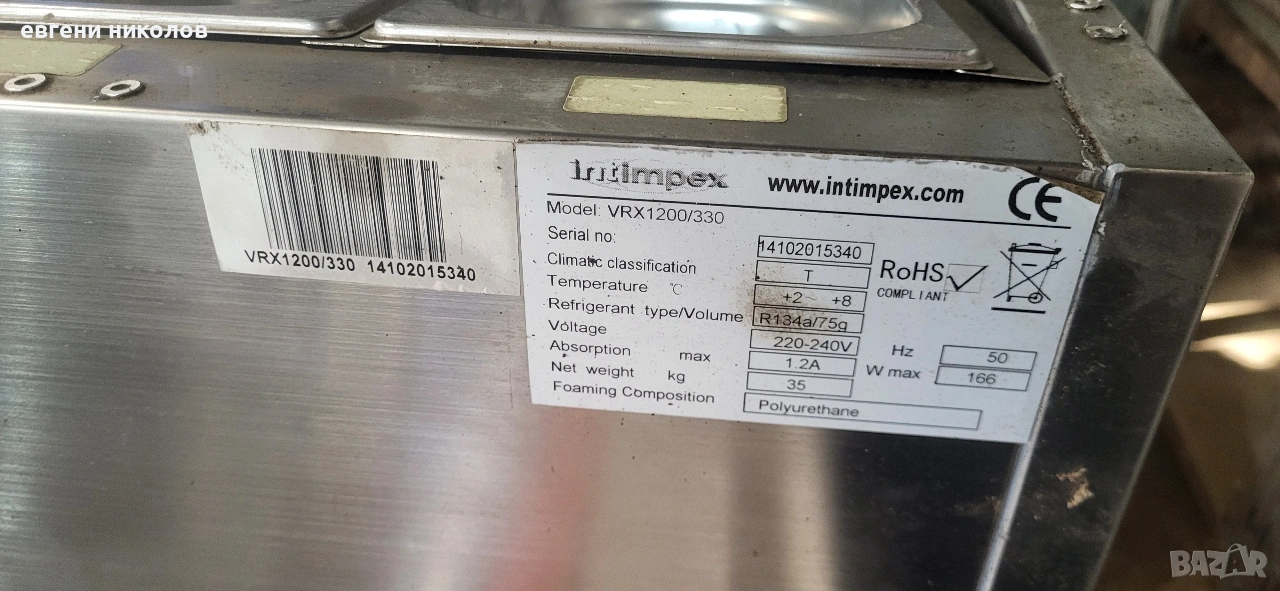 евгени николов
VRX1200/330 14102015340
intimpex www.intimpex.com CE
Model: VRX1200/330
Serial no: 14102015340
Climatic classification T
Temperature ℃ +2~ +8
Refrigerant type/Volume R134a/75g
Voltage 220-240V Hz 50
Absorption max 1.2A W max 166
Net weight kg 35
Foaming Composition Polyurethane
RoHS
COMPLIANT
BAZAR